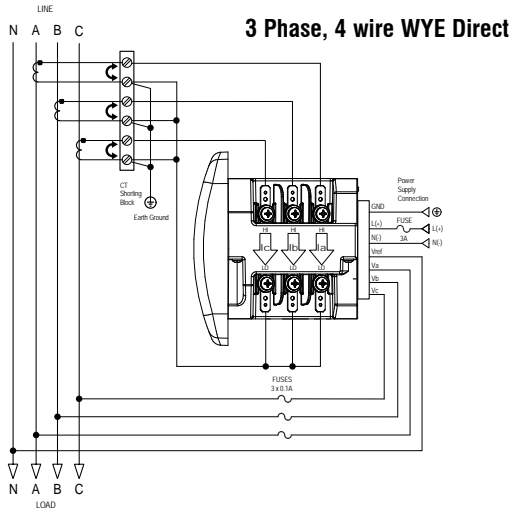 LINE
3 Phase, 4 wire WYE Direct
N A B C
CT
Shorting
Block
Earth Ground
Power
Supply
Connection
GND
L(+)
FUSE
L(+)
N(-)
3A
N(-)
Vref
Va
Vb
Vc
HI HI HI
Ic Ib Ia
LO LO LO
FUSES
3 x 0.1A
N A B C
LOAD